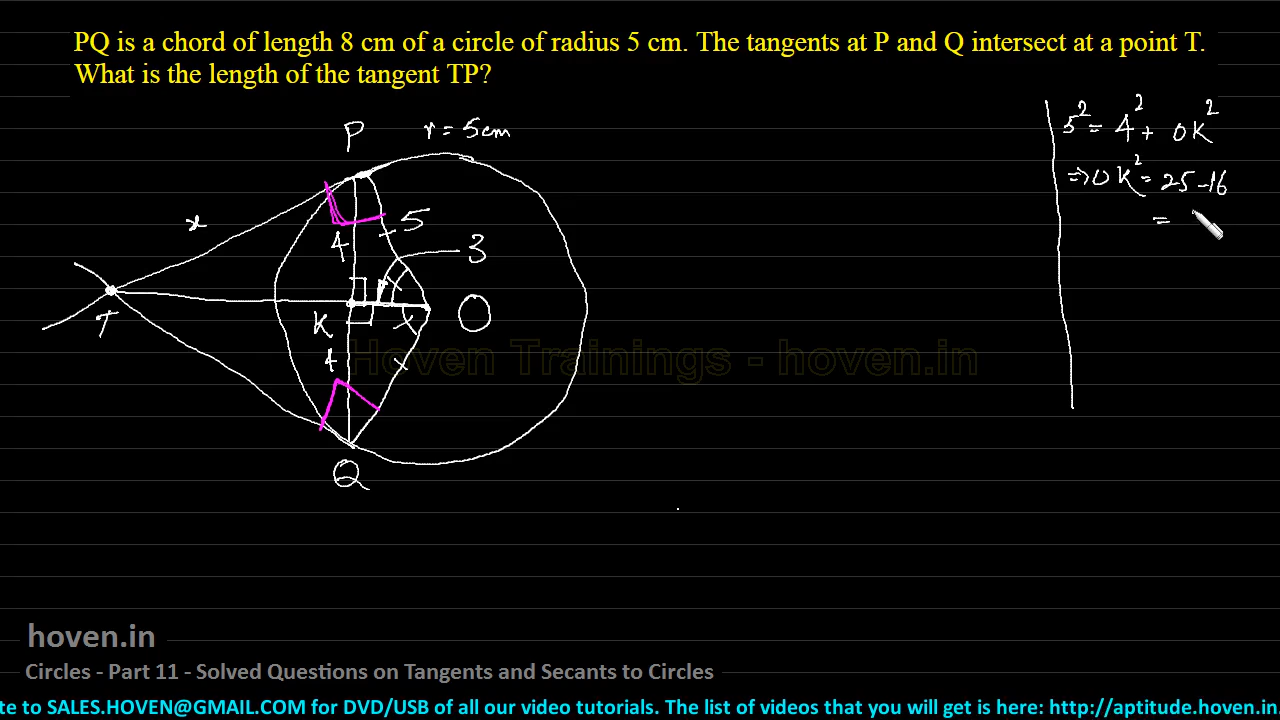 PQ is a chord of length 8 cm of a circle of radius 5 cm. The tangents at P and Q intersect at a point T.
What is the length of the tangent TP?
P
r = 5cm
x
4
5
3
T
K
O
4
Q
5² = 4² + OK²
⇒ OK² = 25-16
=
Hoven Trainings - hoven.in
hoven.in
Circles - Part 11 - Solved Questions on Tangents and Secants to Circles
te to SALES.HOVEN@GMAIL.COM for DVD/USB of all our video tutorials. The list of videos that you will get is here: http://aptitude.hoven.in